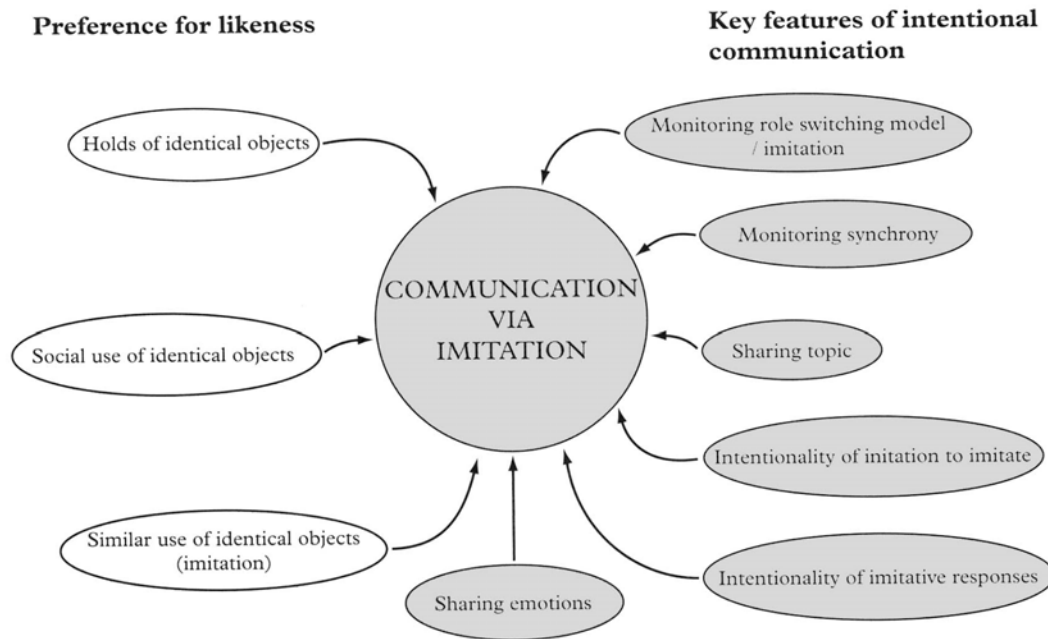 Preference for likeness
Key features of intentional
communication
Holds of identical objects
Monitoring role switching model
/ imitation
Monitoring synchrony
COMMUNICATION
VIA
IMITATION
Social use of identical objects
Sharing topic
Intentionality of initation to imitate
Similar use of identical objects
(imitation)
Sharing emotions
Intentionality of imitative responses